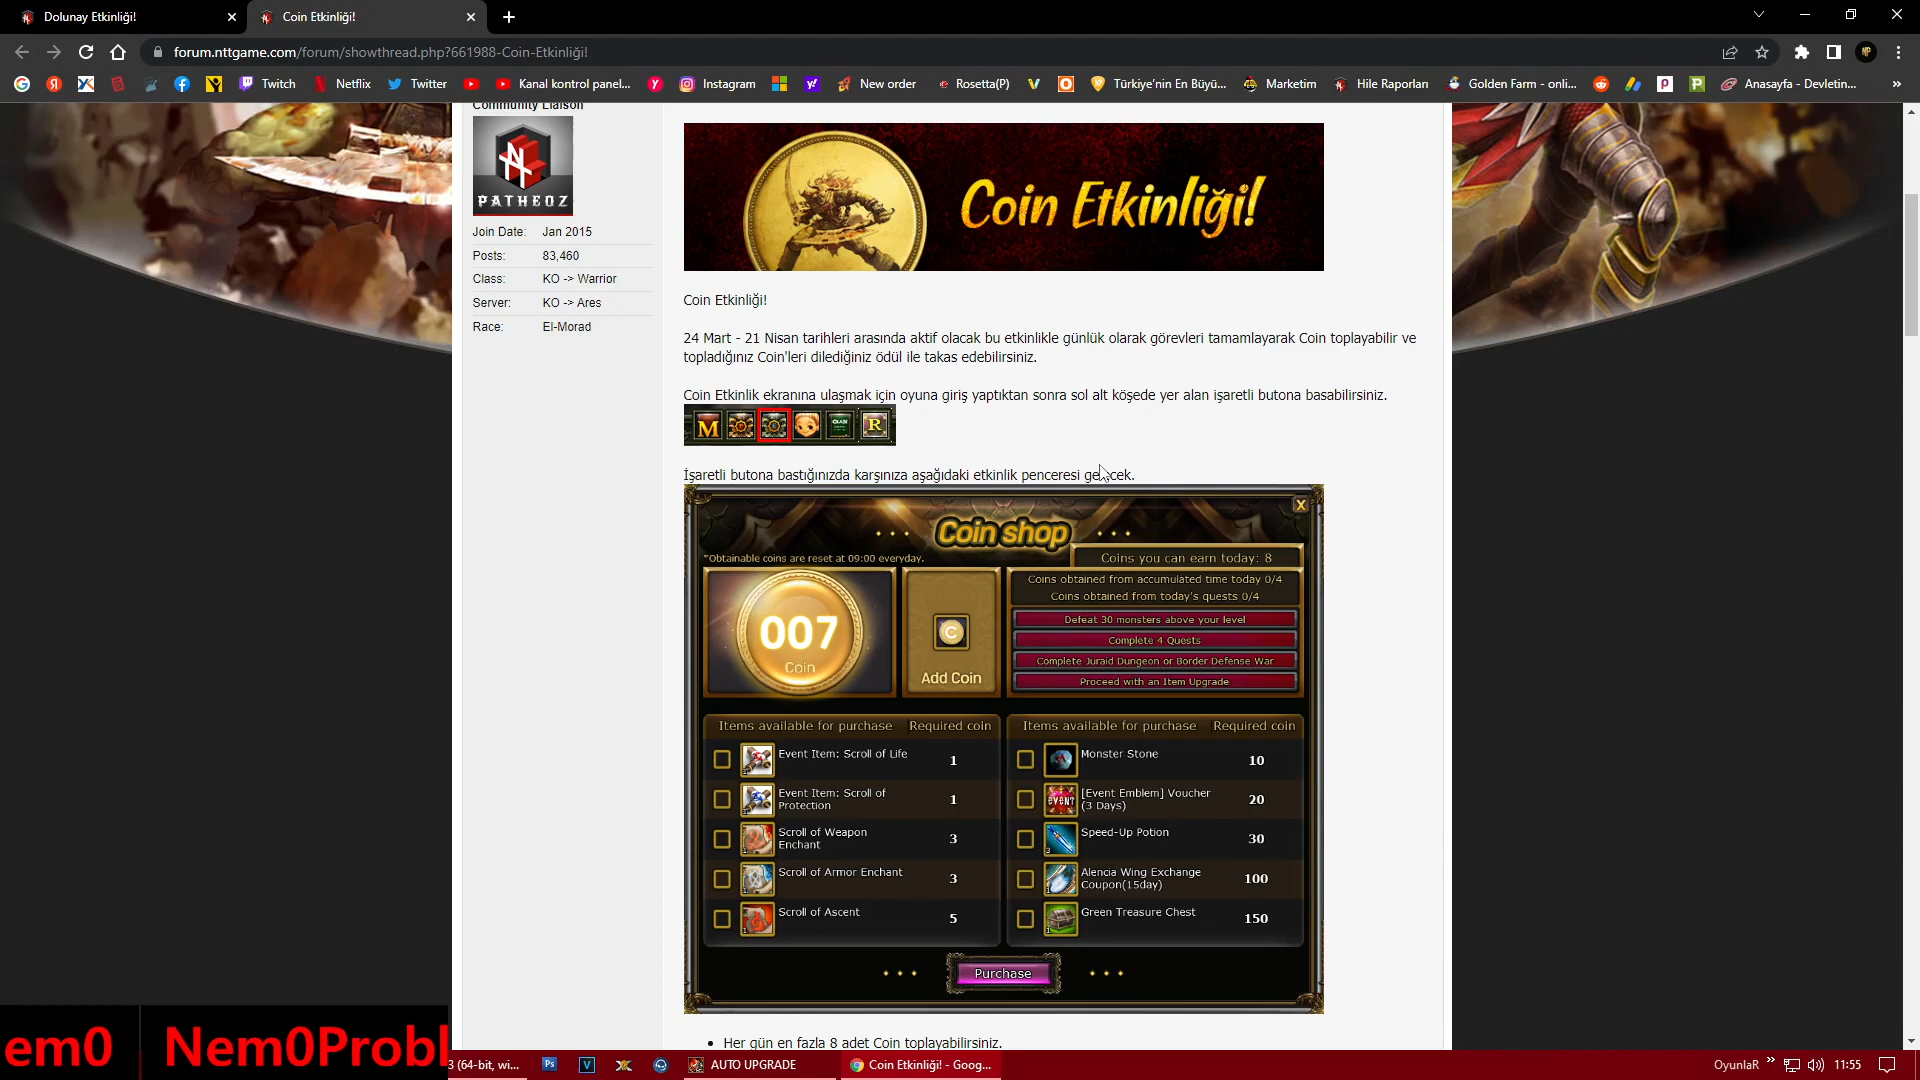 Dolunay Etkinliği!
Coin Etkinliği!
forum.nttgame.com/forum/showthread.php?661988-Coin-Etkinliği!
Twitch
Netflix
Twitter
Kanal kontrol panel...
Instagram
New order
Rosetta(P)
Türkiye'nin En Büyü...
Marketim
Hile Raporları
Golden Farm - onli...
Anasayfa - Devletin...
Community Liaison
PATHEOZ
Join Date: Jan 2015
Posts: 83,460
Class: KO -> Warrior
Server: KO -> Ares
Race: El-Morad
Coin Etkinliği!
Coin Etkinliği!
24 Mart - 21 Nisan tarihleri arasında aktif olacak bu etkinlikle günlük olarak görevleri tamamlayarak Coin toplayabilir ve
topladığınız Coin'leri dilediğiniz ödül ile takas edebilirsiniz.
Coin Etkinlik ekranına ulaşmak için oyuna giriş yaptıktan sonra sol alt köşede yer alan işaretli butona basabilirsiniz.
M
R
İşaretli butona bastığınızda karşınıza aşağıdaki etkinlik penceresi gelecek.
Coin shop
X
*Obtainable coins are reset at 09:00 everyday.
Coins you can earn today: 8
007
Coin
C
Add Coin
Coins obtained from accumulated time today 0/4
Coins obtained from today's quests 0/4
Defeat 30 monsters above your level
Complete 4 Quests
Complete Juraid Dungeon or Border Defense War
Proceed with an Item Upgrade
Items available for purchase Required coin
Event Item: Scroll of Life 1
Event Item: Scroll of
Protection 1
Scroll of Weapon
Enchant 3
Scroll of Armor Enchant 3
Scroll of Ascent 5
Items available for purchase Required coin
Monster Stone 10
[Event Emblem] Voucher
(3 Days) 20
Speed-Up Potion 30
Alencia Wing Exchange
Coupon(15day) 100
Green Treasure Chest 150
Purchase
• Her gün en fazla 8 adet Coin toplayabilirsiniz.
em0
Nem0Probl
3 (64-bit, wi...
Ps
V
AUTO UPGRADE
Coin Etkinliği! - Goog...
OyunlaR
11:55